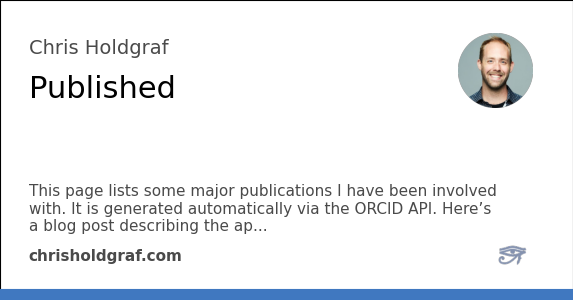 Chris Holdgraf
Published
This page lists some major publications I have been involved
with. It is generated automatically via the ORCID API. Here’s
a blog post describing the ap...
chrisholdgraf.com